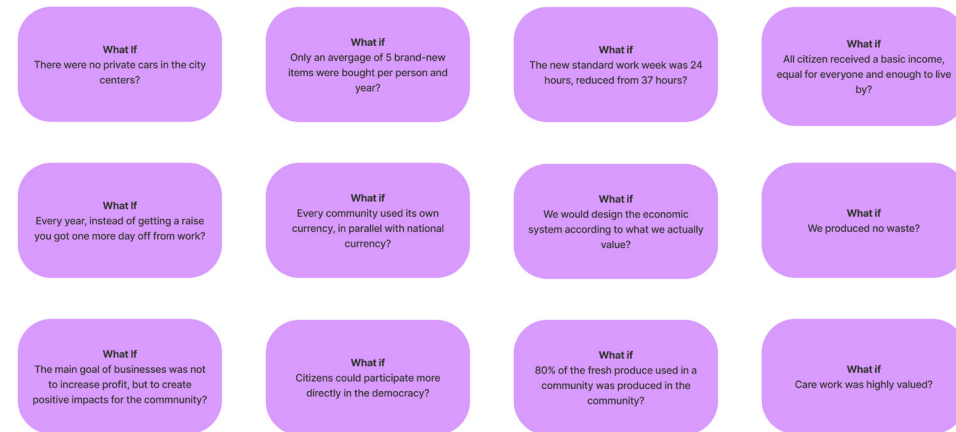 What If
There were no private cars in the city
centers?
What if
Only an avergage of 5 brand-new
items were bought per person and
year?
What if
The new standard work week was 24
hours, reduced from 37 hours?
What if
All citizen received a basic income,
equal for everyone and enough to live
by?
What If
Every year, instead of getting a raise
you got one more day off from work?
What if
Every community used its own
currency, in parallel with national
currency?
What if
We would design the economic
system according to what we actually
value?
What if
We produced no waste?
What If
The main goal of businesses was not
to increase profit, but to create
positive impacts for the commnunity?
What if
Citizens could participate more
directly in the democracy?
What if
80% of the fresh produce used in a
community was produced in the
community?
What if
Care work was highly valued?